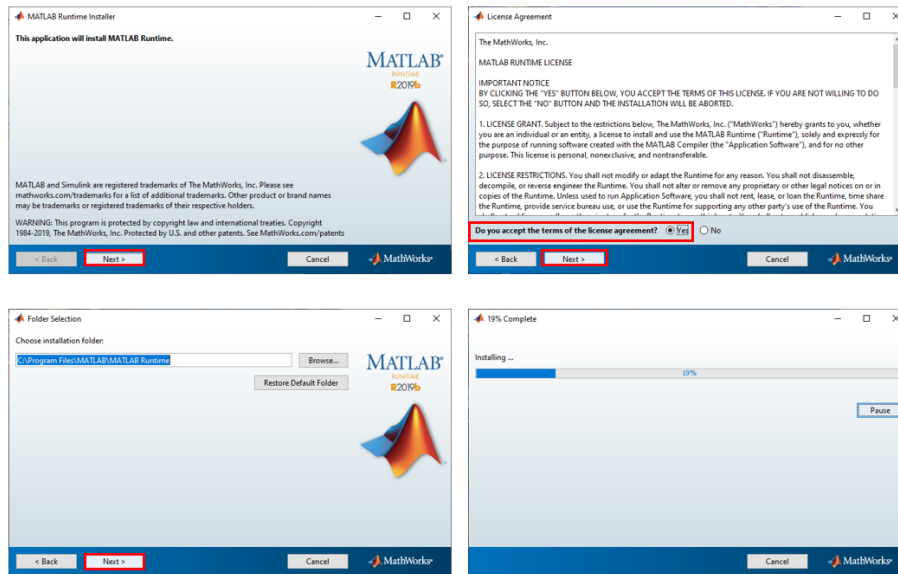 MATLAB Runtime Installer
This application will install MATLAB Runtime.
MATLAB®
RUNTIME
R2019b
MATLAB and Simulink are registered trademarks of The MathWorks, Inc. Please see
mathworks.com/trademarks for a list of additional trademarks. Other product or brand names
may be trademarks or registered trademarks of their respective holders.
WARNING: This program is protected by copyright law and international treaties. Copyright
1984-2019, The MathWorks, Inc. Protected by U.S. and other patents. See MathWorks.com/patents
< Back
Next >
Cancel
MathWorks®
License Agreement
The MathWorks, Inc.
MATLAB RUNTIME LICENSE
IMPORTANT NOTICE
BY CLICKING THE "YES" BUTTON BELOW, YOU ACCEPT THE TERMS OF THIS LICENSE. IF YOU ARE NOT WILLING TO DO
SO, SELECT THE "NO" BUTTON AND THE INSTALLATION WILL BE ABORTED.
1. LICENSE GRANT. Subject to the restrictions below, The MathWorks, Inc. ("MathWorks") hereby grants to you, whether
you are an individual or an entity, a license to install and use the MATLAB Runtime ("Runtime"), solely and expressly for
the purpose of running software created with the MATLAB Compiler (the "Application Software"), and for no other
purpose. This license is personal, nonexclusive, and nontransferable.
2. LICENSE RESTRICTIONS. You shall not modify or adapt the Runtime for any reason. You shall not disassemble,
decompile, or reverse engineer the Runtime. You shall not alter or remove any proprietary or other legal notices on or in
copies of the Runtime. Unless used to run Application Software, you shall not rent, lease, or loan the Runtime, time share
the Runtime, provide service bureau use, or use the Runtime for supporting any other party's use of the Runtime. You
Do you accept the terms of the license agreement?
Yes
No
< Back
Next >
Cancel
MathWorks®
Folder Selection
Choose installation folder:
C:\Program Files\MATLAB\MATLAB Runtime
Browse...
Restore Default Folder
MATLAB®
RUNTIME
R2019b
< Back
Next >
Cancel
MathWorks®
19% Complete
Installing ...
19%
Pause
Cancel
MathWorks®